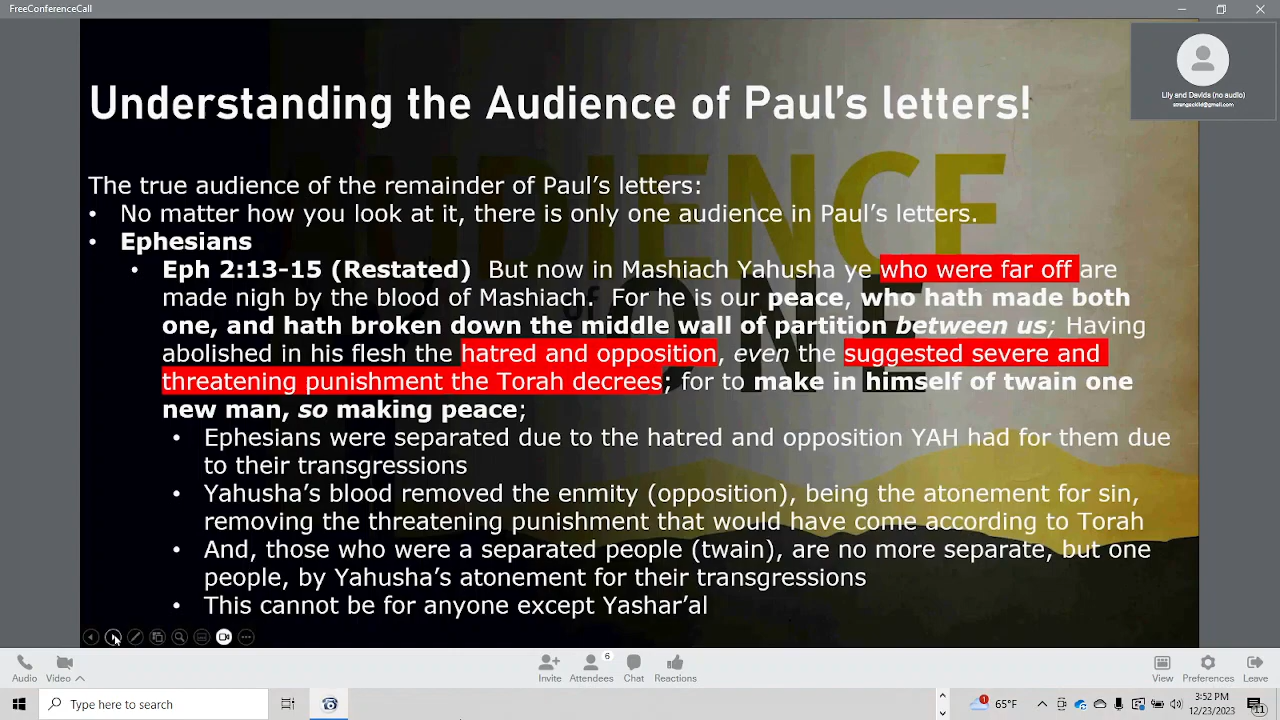 FreeConferenceCall
Lily and Davids (no audio)
Understanding the Audience of Paul's letters!
AUDIENCE
of
ONE
The true audience of the remainder of Paul's letters:
• No matter how you look at it, there is only one audience in Paul's letters.
• Ephesians
• Eph 2:13-15 (Restated) But now in Mashiach Yahusha ye who were far off are
made nigh by the blood of Mashiach. For he is our peace, who hath made both
one, and hath broken down the middle wall of partition between us; Having
abolished in his flesh the hatred and opposition, even the suggested severe and
threatening punishment the Torah decrees; for to make in himself of twain one
new man, so making peace;
• Ephesians were separated due to the hatred and opposition YAH had for them due
to their transgressions
• Yahusha's blood removed the enmity (opposition), being the atonement for sin,
removing the threatening punishment that would have come according to Torah
• And, those who were a separated people (twain), are no more separate, but one
people, by Yahusha's atonement for their transgressions
• This cannot be for anyone except Yashar'al
Audio
Video
Invite
6
Attendees
Chat
Reactions
View
Preferences
Leave
Type here to search
1
65°F
3:52 PM
12/23/2023
11